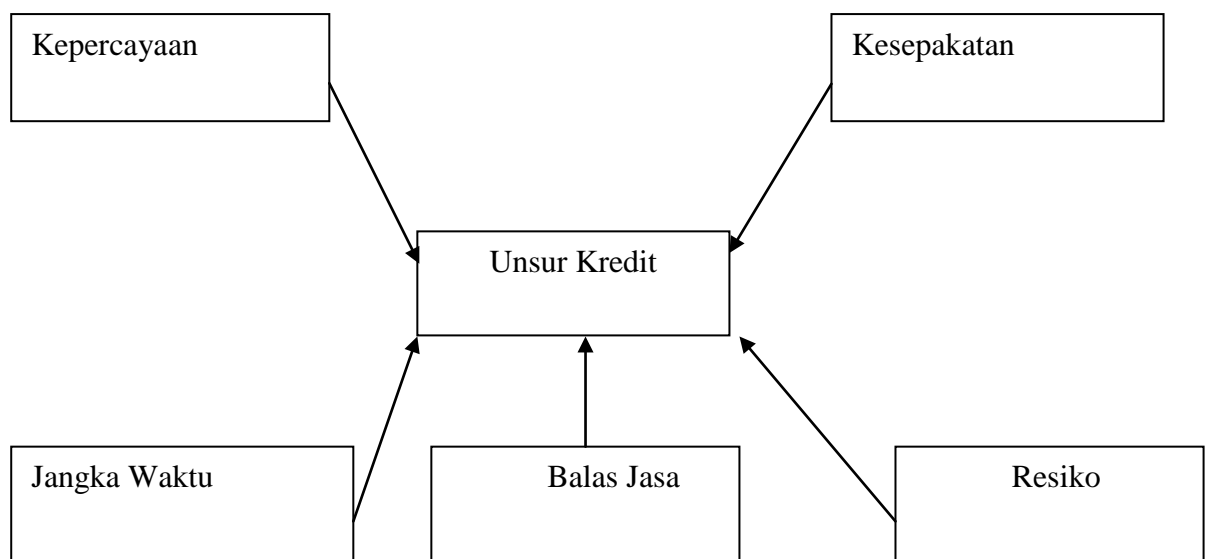 Kepercayaan
Kesepakatan
Unsur Kredit
Jangka Waktu
Balas Jasa
Resiko